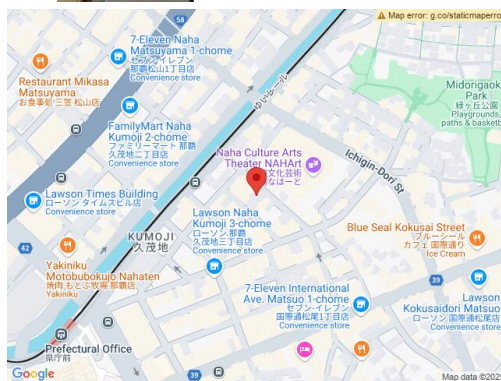 58
Map error: g.co/staticmaperro
7-Eleven Naha
Matsuyama 1-chome
セブン-イレブン
那覇松山1丁目店
Convenience store
Restaurant Mikasa
Matsuyama
お食事処 三笠 松山店
FamilyMart Naha
Kumoji 2-chome
ファミリーマート 那覇
久茂地二丁目店
Convenience store
ゆいレール
Midorigaok
Park
緑ヶ丘公園
Playgrounds,
paths & basketb
Naha Culture Arts
Theater NAHArt
文化芸術
なはーと
Ichigin-Dori St
Lawson Times Building
ローソン タイムスビル店
Convenience store
KUMOJI
久茂地
Lawson Naha
Kumoji 3-chome
ローソン 那覇
久茂地三丁目店
Convenience store
Blue Seal Kokusai Street
ブルーシール
カフェ 国際通り
Ice Cream
42
Yakiniku
Motobubokujo Nahaten
焼肉 もとぶ牧場 那覇店
Yakiniku
7-Eleven International
Ave. Matsuo 1-chome
セブン-イレブン
国際通松尾1丁目店
Convenience store
Lawson
Kokusaidori Matsuo
ローソン 国際通松尾店
Convenience store
Prefectural Office
県庁前
39
39
Google
Map data ©2025